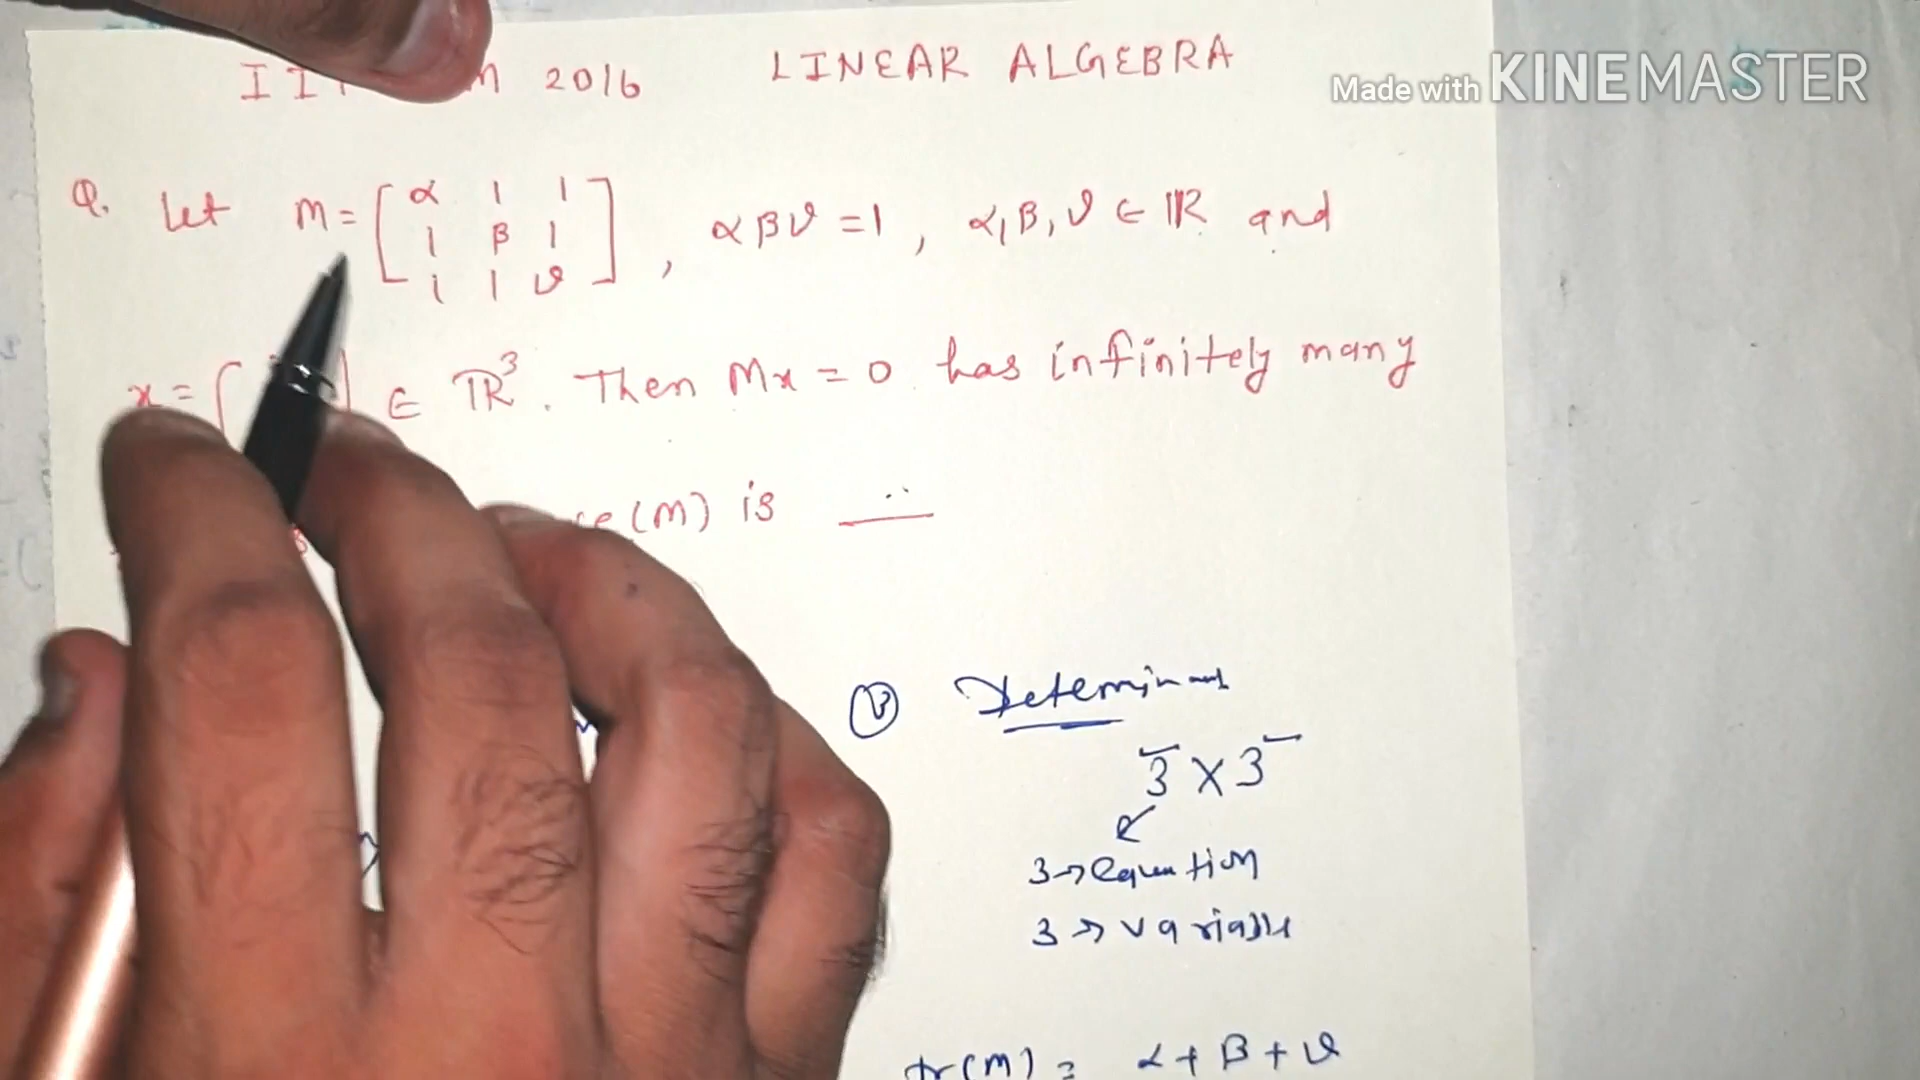 2016 LINEAR ALGEBRA
Made with KINEMASTER
Q. Let M = [ α 1 1
1 β 1
1 1 ϑ ] , αβϑ = 1 , α, β, ϑ ∈ ℝ and
x = [ ] ∈ ℝ³. Then Mx = 0 has infinitely many
(M) is
Determinant
3 × 3
3 → equation
3 → variable
tr(M) = α + β + ϑ